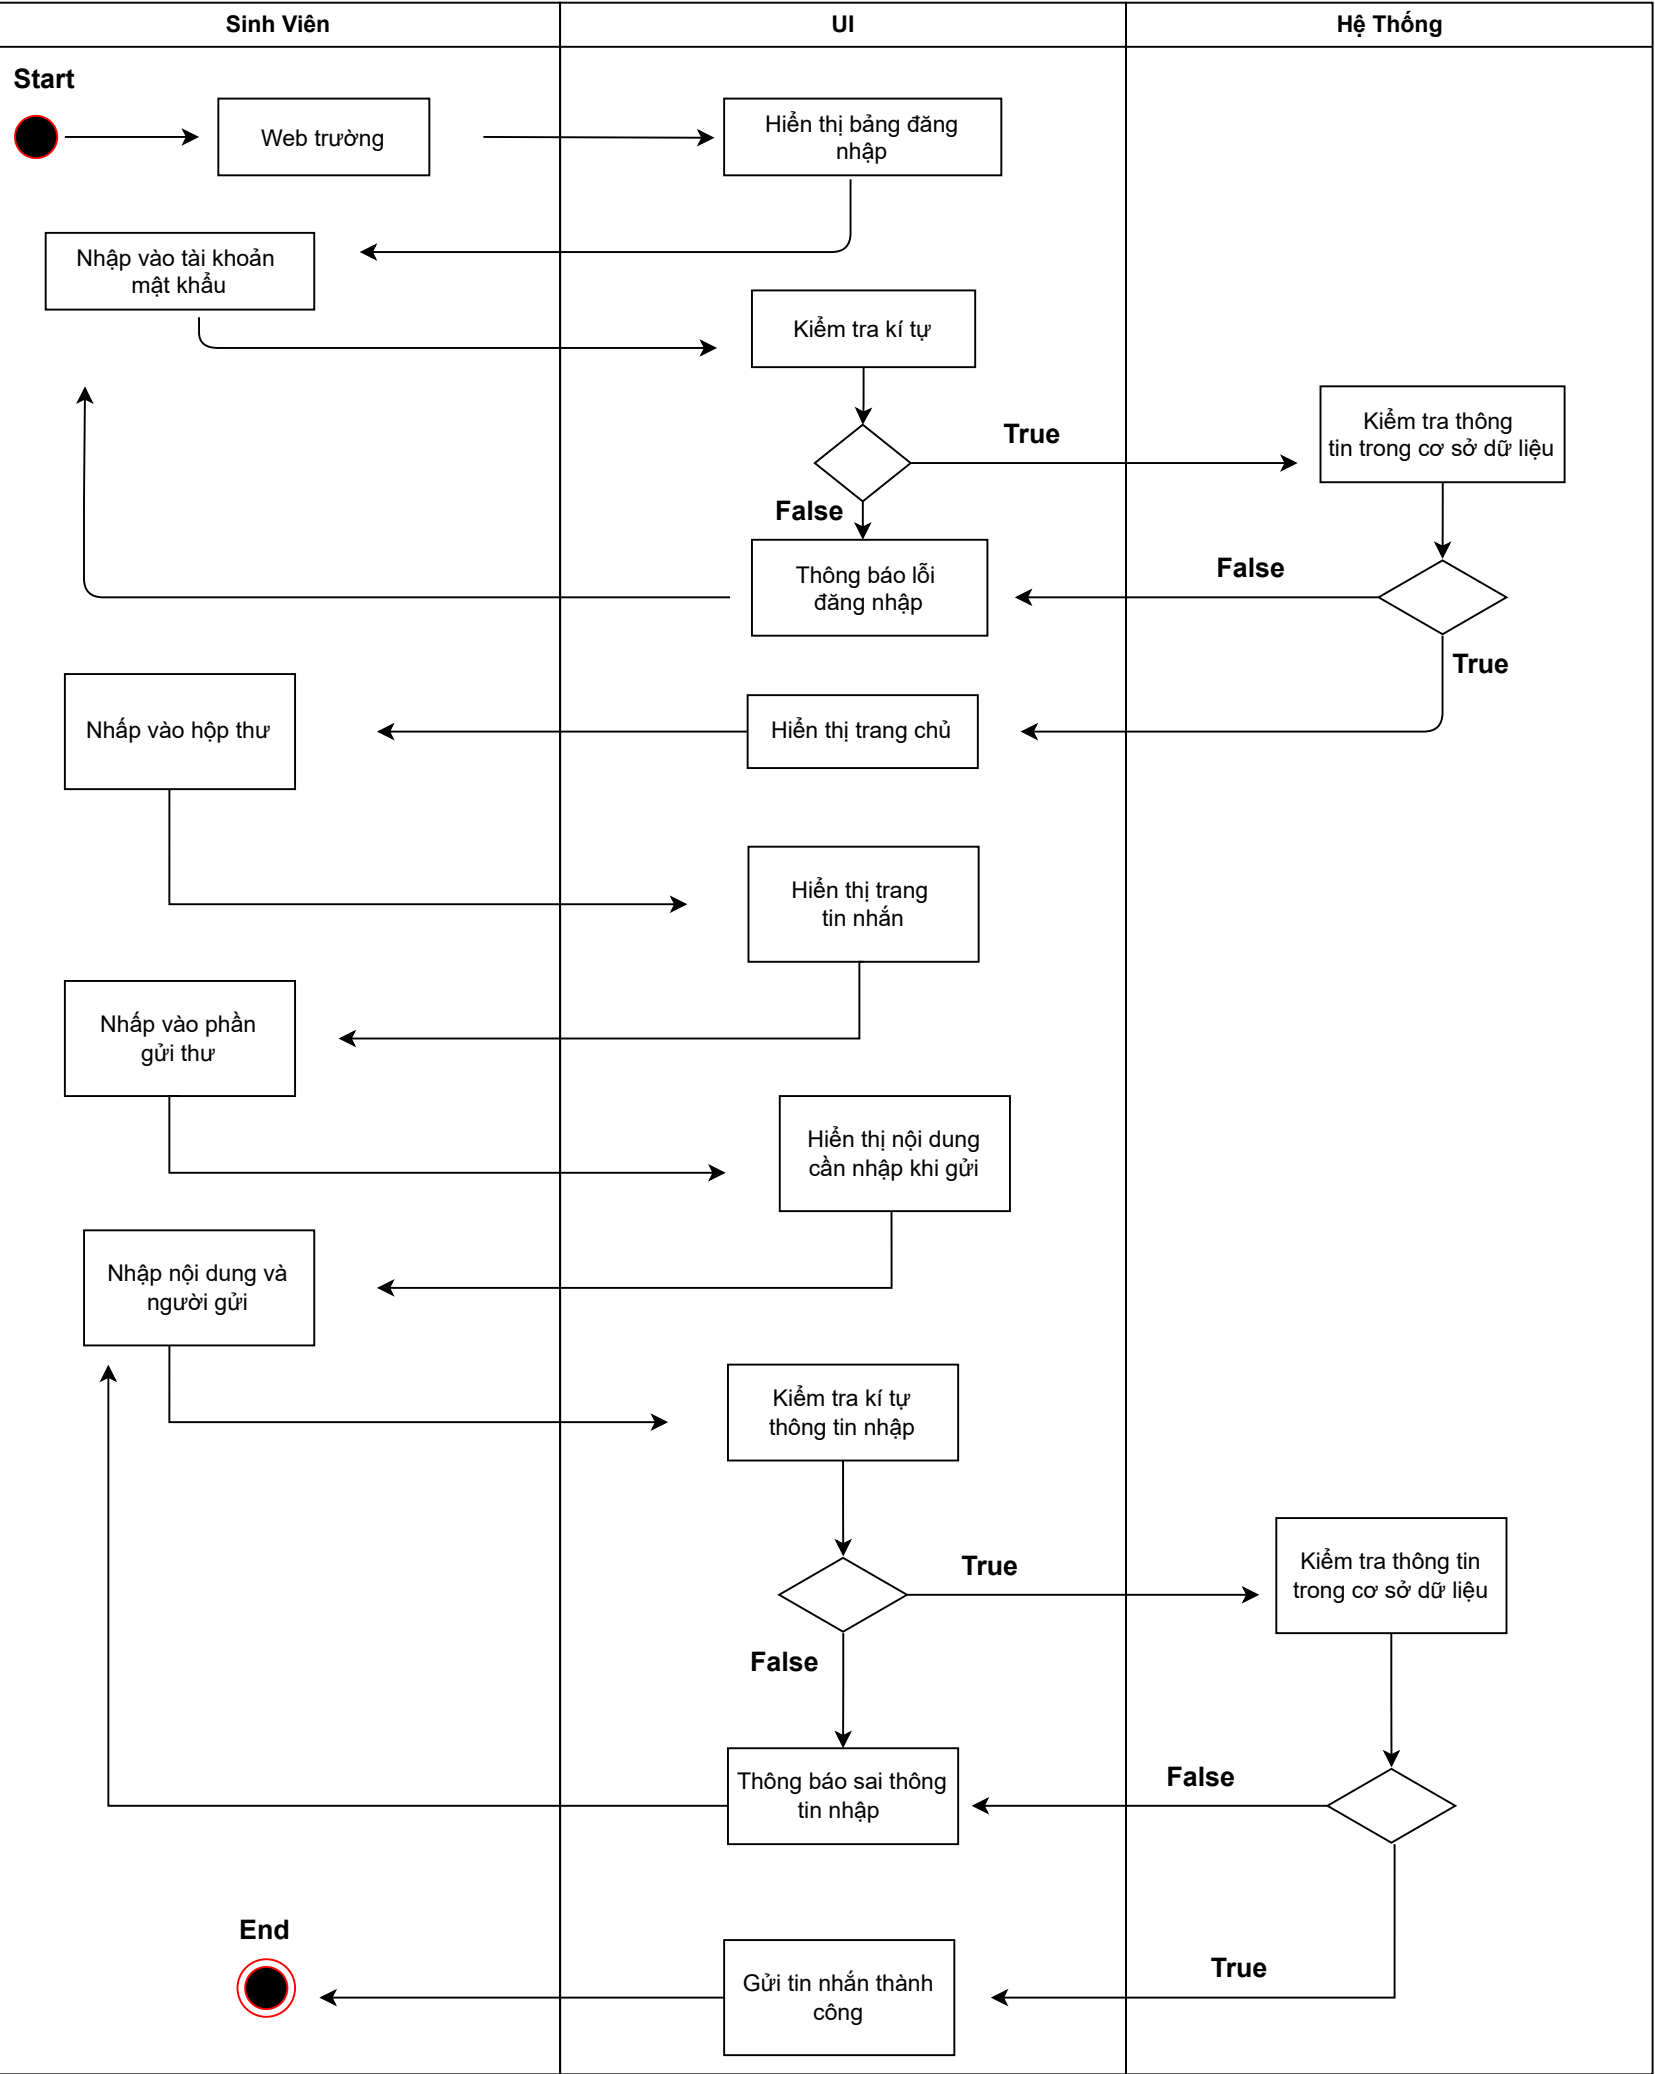 Sinh Viên
UI
Hệ Thống
Start
Web trường
Hiển thị bảng đăng
nhập
Nhập vào tài khoản
mật khẩu
Kiểm tra kí tự
True
Kiểm tra thông
tin trong cơ sở dữ liệu
False
Thông báo lỗi
đăng nhập
False
True
Nhấp vào hộp thư
Hiển thị trang chủ
Hiển thị trang
tin nhắn
Nhấp vào phần
gửi thư
Hiển thị nội dung
cần nhập khi gửi
Nhập nội dung và
người gửi
Kiểm tra kí tự
thông tin nhập
True
Kiểm tra thông tin
trong cơ sở dữ liệu
False
Thông báo sai thông
tin nhập
False
End
Gửi tin nhắn thành
công
True